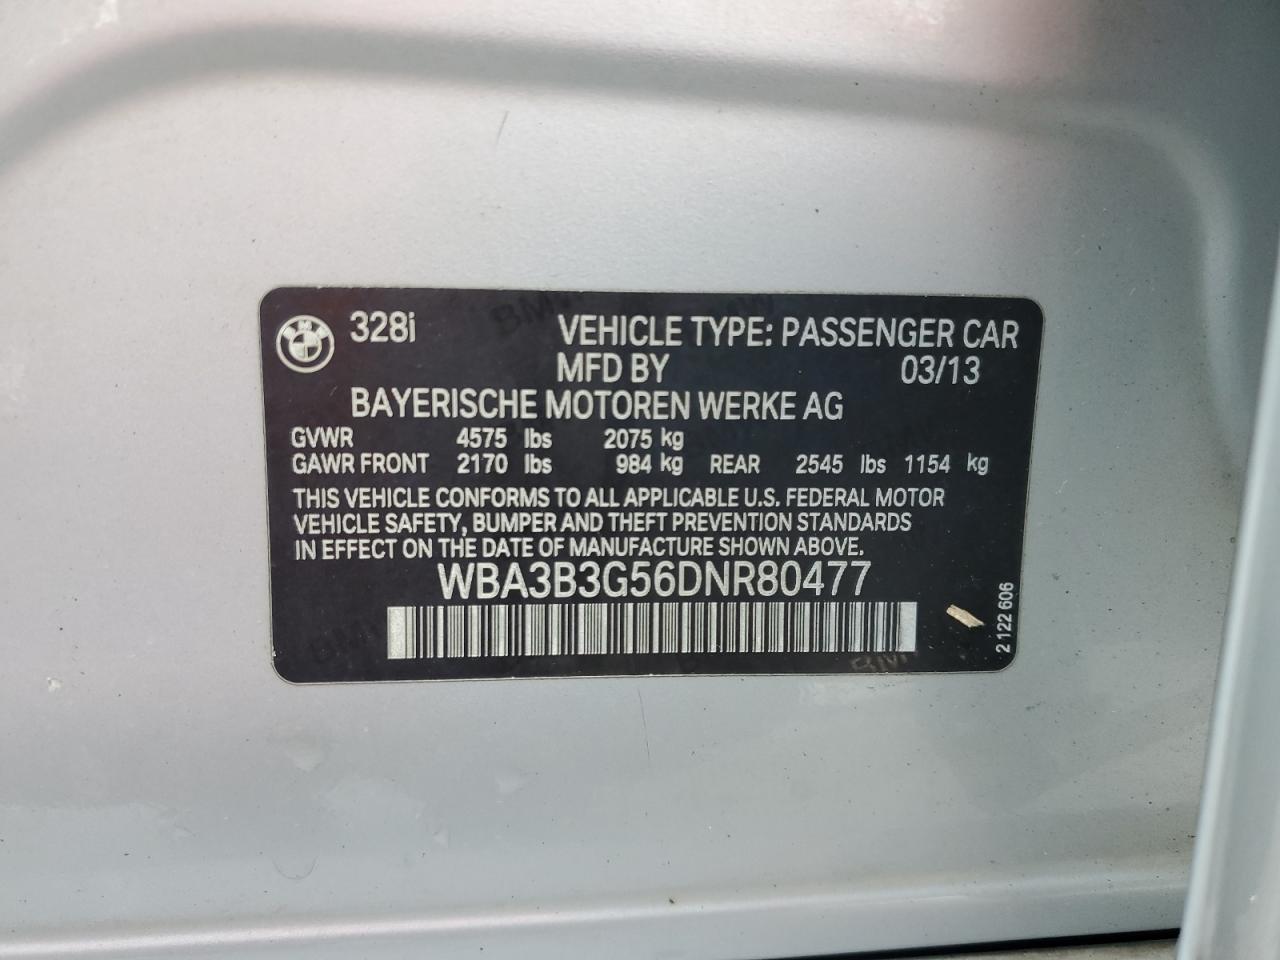 328i VEHICLE TYPE: PASSENGER CAR
MFD BY 03/13
BAYERISCHE MOTOREN WERKE AG
GVWR 4575 lbs 2075 kg
GAWR FRONT 2170 lbs 984 kg REAR 2545 lbs 1154 kg
THIS VEHICLE CONFORMS TO ALL APPLICABLE U.S. FEDERAL MOTOR
VEHICLE SAFETY, BUMPER AND THEFT PREVENTION STANDARDS
IN EFFECT ON THE DATE OF MANUFACTURE SHOWN ABOVE.
WBA3B3G56DNR80477
2 122 606